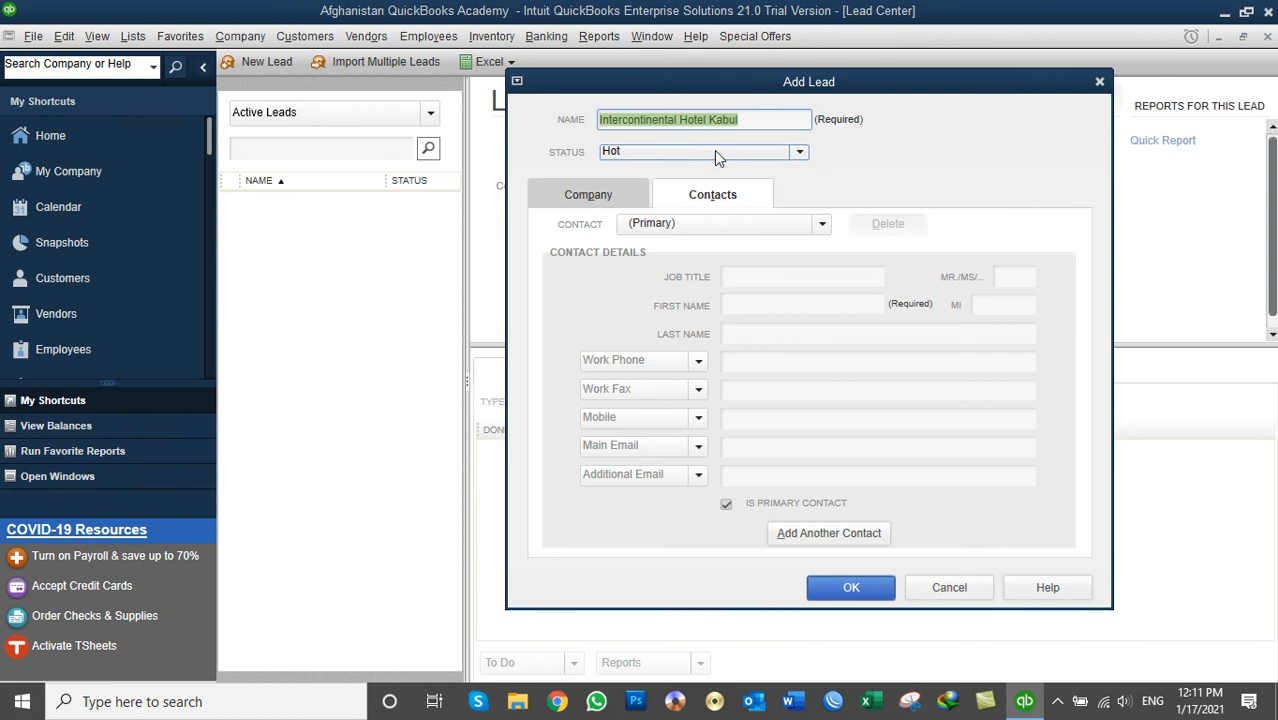 Afghanistan QuickBooks Academy - Intuit QuickBooks Enterprise Solutions 21.0 Trial Version - [Lead Center]
File Edit View Lists Favorites Company Customers Vendors Employees Inventory Banking Reports Window Help Special Offers
Search Company or Help
New Lead
Import Multiple Leads
Excel
My Shortcuts
Home
My Company
Calendar
Snapshots
Customers
Vendors
Employees
My Shortcuts
View Balances
Run Favorite Reports
Open Windows
COVID-19 Resources
Turn on Payroll & save up to 70%
Accept Credit Cards
Order Checks & Supplies
Activate TSheets
Active Leads
NAME STATUS
REPORTS FOR THIS LEAD
Quick Report
TYPE
DON
To Do
Reports
Add Lead
NAME Intercontinental Hotel Kabul (Required)
STATUS Hot
Company Contacts
CONTACT (Primary) Delete
CONTACT DETAILS
JOB TITLE MR./MS/...
FIRST NAME (Required) MI
LAST NAME
Work Phone
Work Fax
Mobile
Main Email
Additional Email
IS PRIMARY CONTACT
Add Another Contact
OK Cancel Help
Type here to search
ENG
12:11 PM
1/17/2021